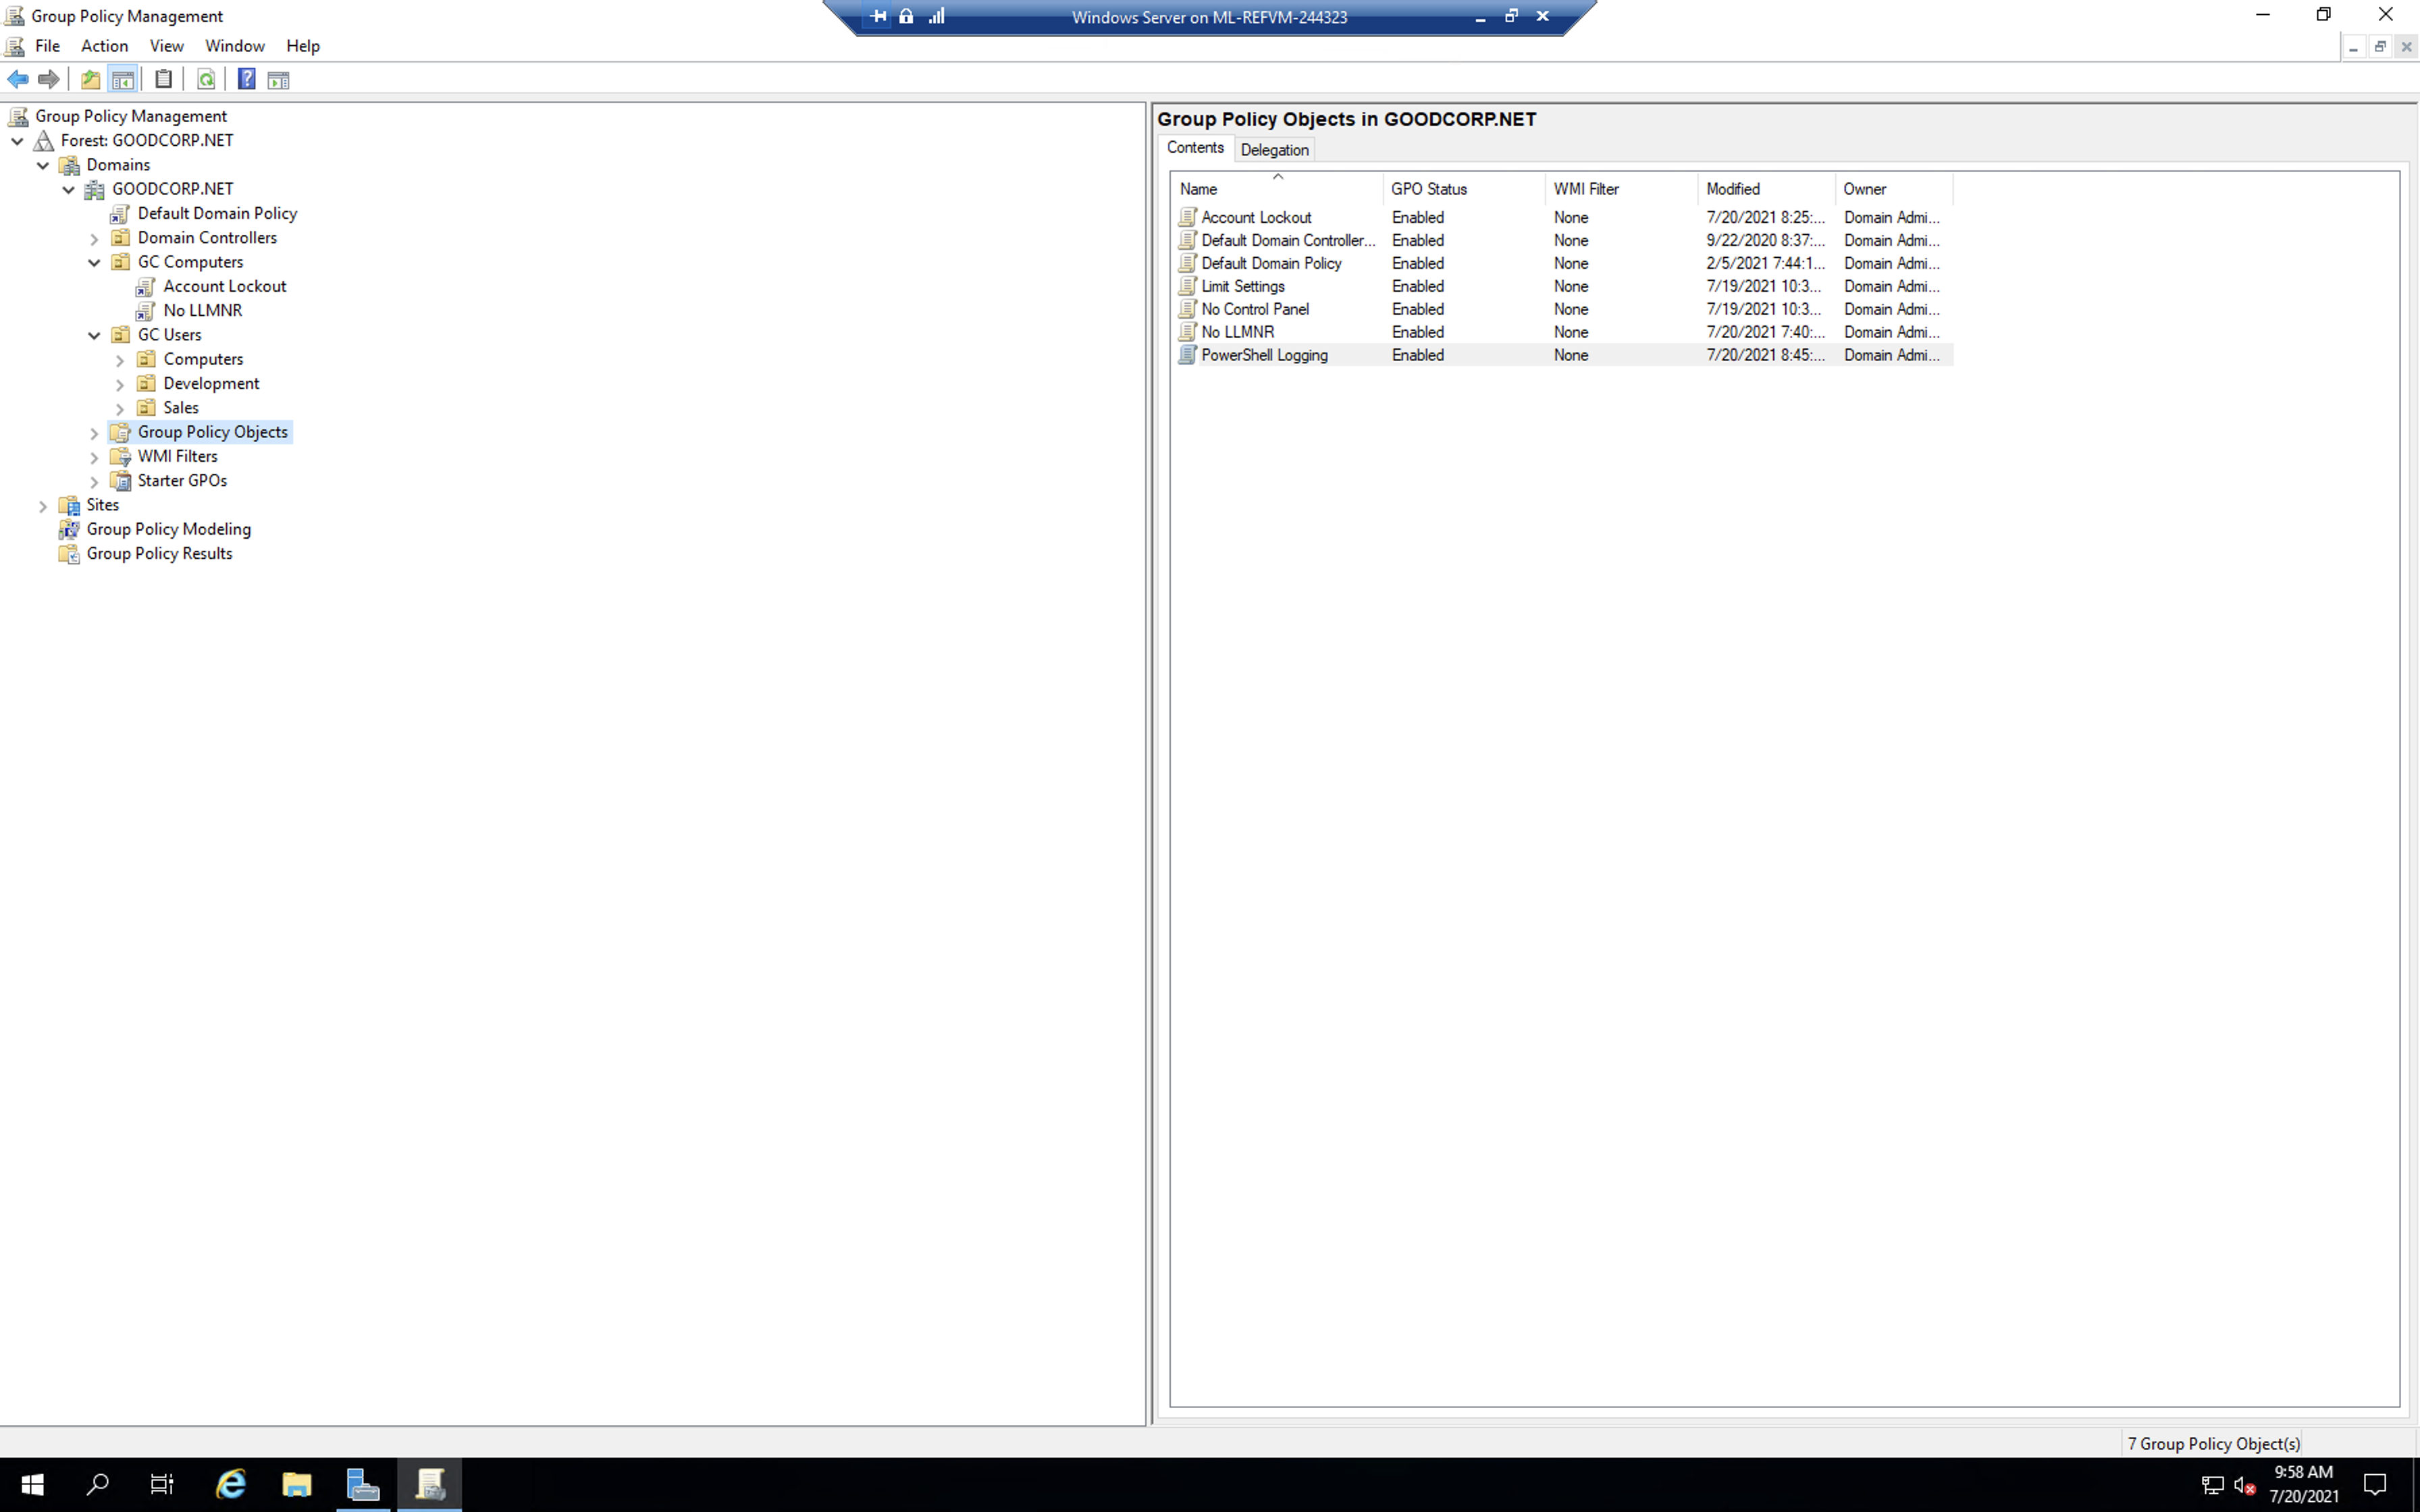 Group Policy Management
Windows Server on ML-REFVM-244323
File Action View Window Help
Group Policy Management
Forest: GOODCORP.NET
Domains
GOODCORP.NET
Default Domain Policy
Domain Controllers
GC Computers
Account Lockout
No LLMNR
GC Users
Computers
Development
Sales
Group Policy Objects
WMI Filters
Starter GPOs
Sites
Group Policy Modeling
Group Policy Results
Group Policy Objects in GOODCORP.NET
Contents Delegation
Name GPO Status WMI Filter Modified Owner
Account Lockout Enabled None 7/20/2021 8:25:... Domain Admi...
Default Domain Controller... Enabled None 9/22/2020 8:37:... Domain Admi...
Default Domain Policy Enabled None 2/5/2021 7:44:1... Domain Admi...
Limit Settings Enabled None 7/19/2021 10:3... Domain Admi...
No Control Panel Enabled None 7/19/2021 10:3... Domain Admi...
No LLMNR Enabled None 7/20/2021 7:40:... Domain Admi...
PowerShell Logging Enabled None 7/20/2021 8:45:... Domain Admi...
7 Group Policy Object(s)
9:58 AM
7/20/2021